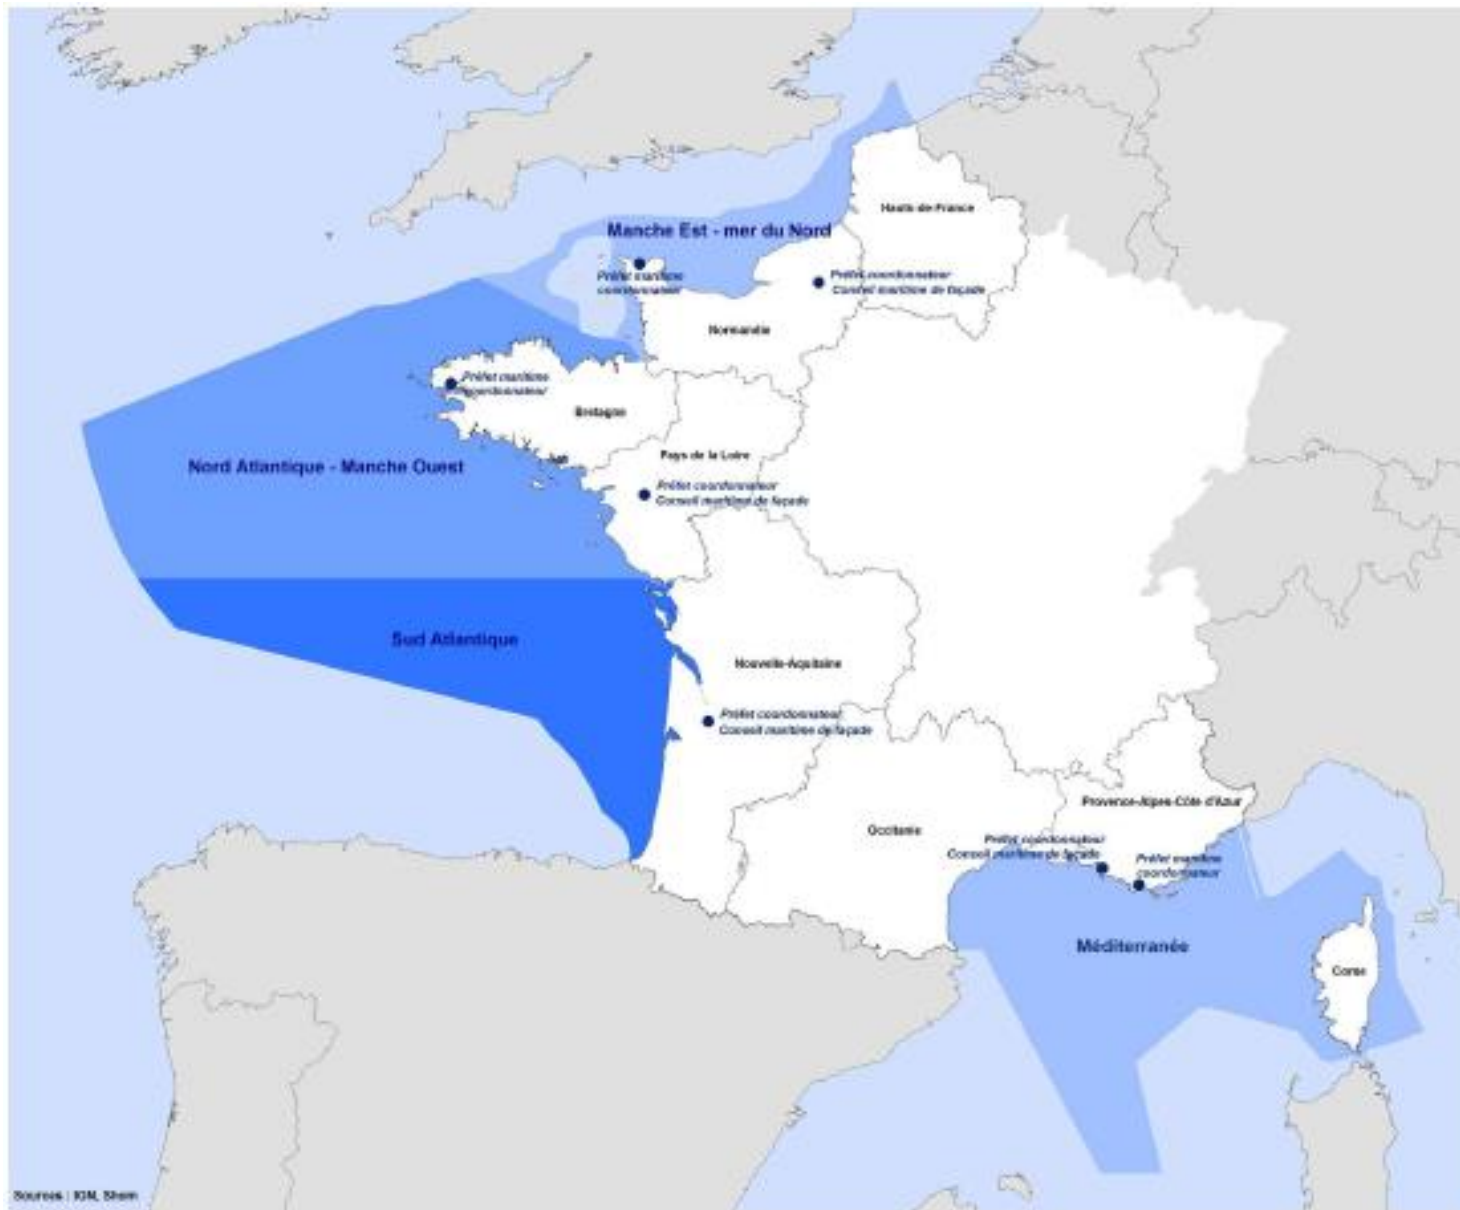 Hauts-de-France
Manche Est - mer du Nord
Préfet maritime
coordonnateur
Préfet coordonnateur
Conseil maritime de façade
Normandie
Préfet maritime
coordonnateur
Bretagne
Nord Atlantique - Manche Ouest
Pays de la Loire
Préfet coordonnateur
Conseil maritime de façade
Sud Atlantique
Nouvelle-Aquitaine
Préfet coordonnateur
Conseil maritime de façade
Provence-Alpes-Côte d'Azur
Occitanie
Préfet coordonnateur
Conseil maritime de façade
Préfet maritime
coordonnateur
Méditerranée
Corse
Sources : IGN, Shom